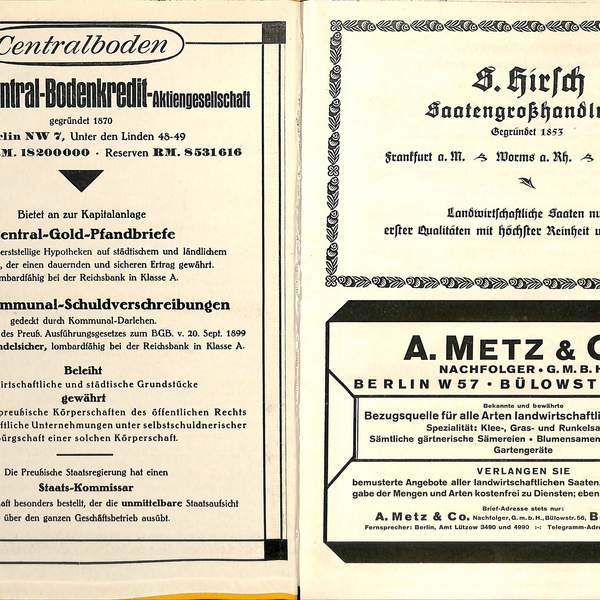 Centralboden
ntral-Bodenkredit-Aktiengesellschaft
gegründet 1870
rlin NW 7, Unter den Linden 48-49
.M. 18200000 · Reserven RM. 8531616
Bietet an zur Kapitalanlage
entral-Gold-Pfandbriefe
erststellige Hypotheken auf städtischem und ländlichem
, der einen dauernden und sicheren Ertrag gewährt.
ombardfähig bei der Reichsbank in Klasse A.
mmunal-Schuldverschreibungen
gedeckt durch Kommunal-Darlehen.
des Preuß. Ausführungsgesetzes zum BGB. v. 20. Sept. 1899
ndelsicher, lombardfähig bei der Reichsbank in Klasse A.
Beleiht
irtschaftliche und städtische Grundstücke
gewährt
preußische Körperschaften des öffentlichen Rechts
ftliche Unternehmungen unter selbstschuldnerischer
ürgschaft einer solchen Körperschaft.
Die Preußische Staatsregierung hat einen
Staats-Kommissar
haft besonders bestellt, der die unmittelbare Staatsaufsicht
über den ganzen Geschäftsbetrieb ausübt.
S. Hirsch
Saatengroßhandlu
Gegründet 1853
Frankfurt a. M. Worms a. Rh.
Landwirtschaftliche Saaten nu
erster Qualitäten mit höchster Reinheit u
A. METZ & C
NACHFOLGER · G. M. B. H
BERLIN W 57 · BÜLOWST
Bekannte und bewährte
Bezugsquelle für alle Arten landwirtschaftli
Spezialität: Klee-, Gras- und Runkelsa
Sämtliche gärtnerische Sämereien · Blumensamen
Gartengeräte
VERLANGEN SIE
bemusterte Angebote aller landwirtschaftlichen Saaten,
gabe der Mengen und Arten kostenfrei zu Diensten; eben
Brief-Adresse stets nur:
A. Metz & Co. Nachfolger, G. m. b. H., Bülowstr. 56, B
Fernsprecher: Berlin, Amt Lützow 3490 und 4990 :-: Telegramm-Adre